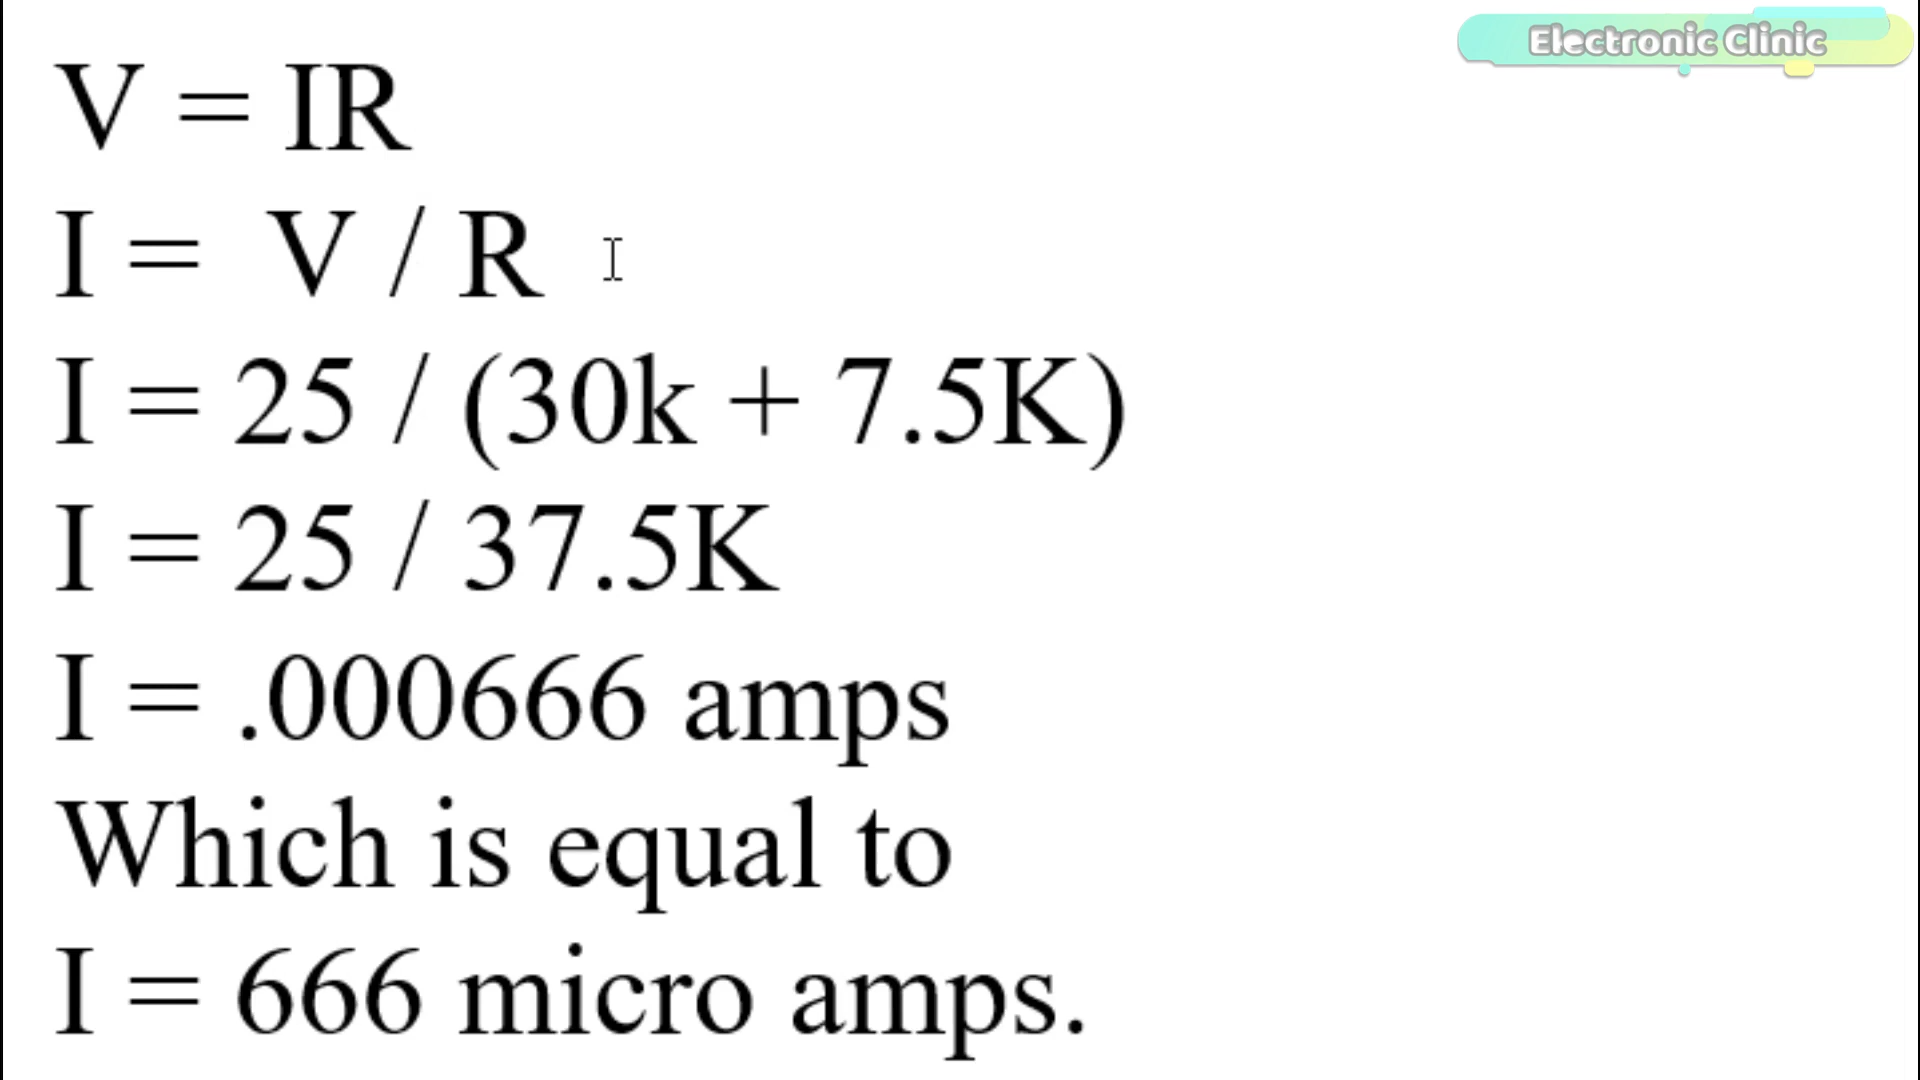 Electronic Clinic
V = IR
I = V / R
I = 25 / (30k + 7.5K)
I = 25 / 37.5K
I = .000666 amps
Which is equal to
I = 666 micro amps.